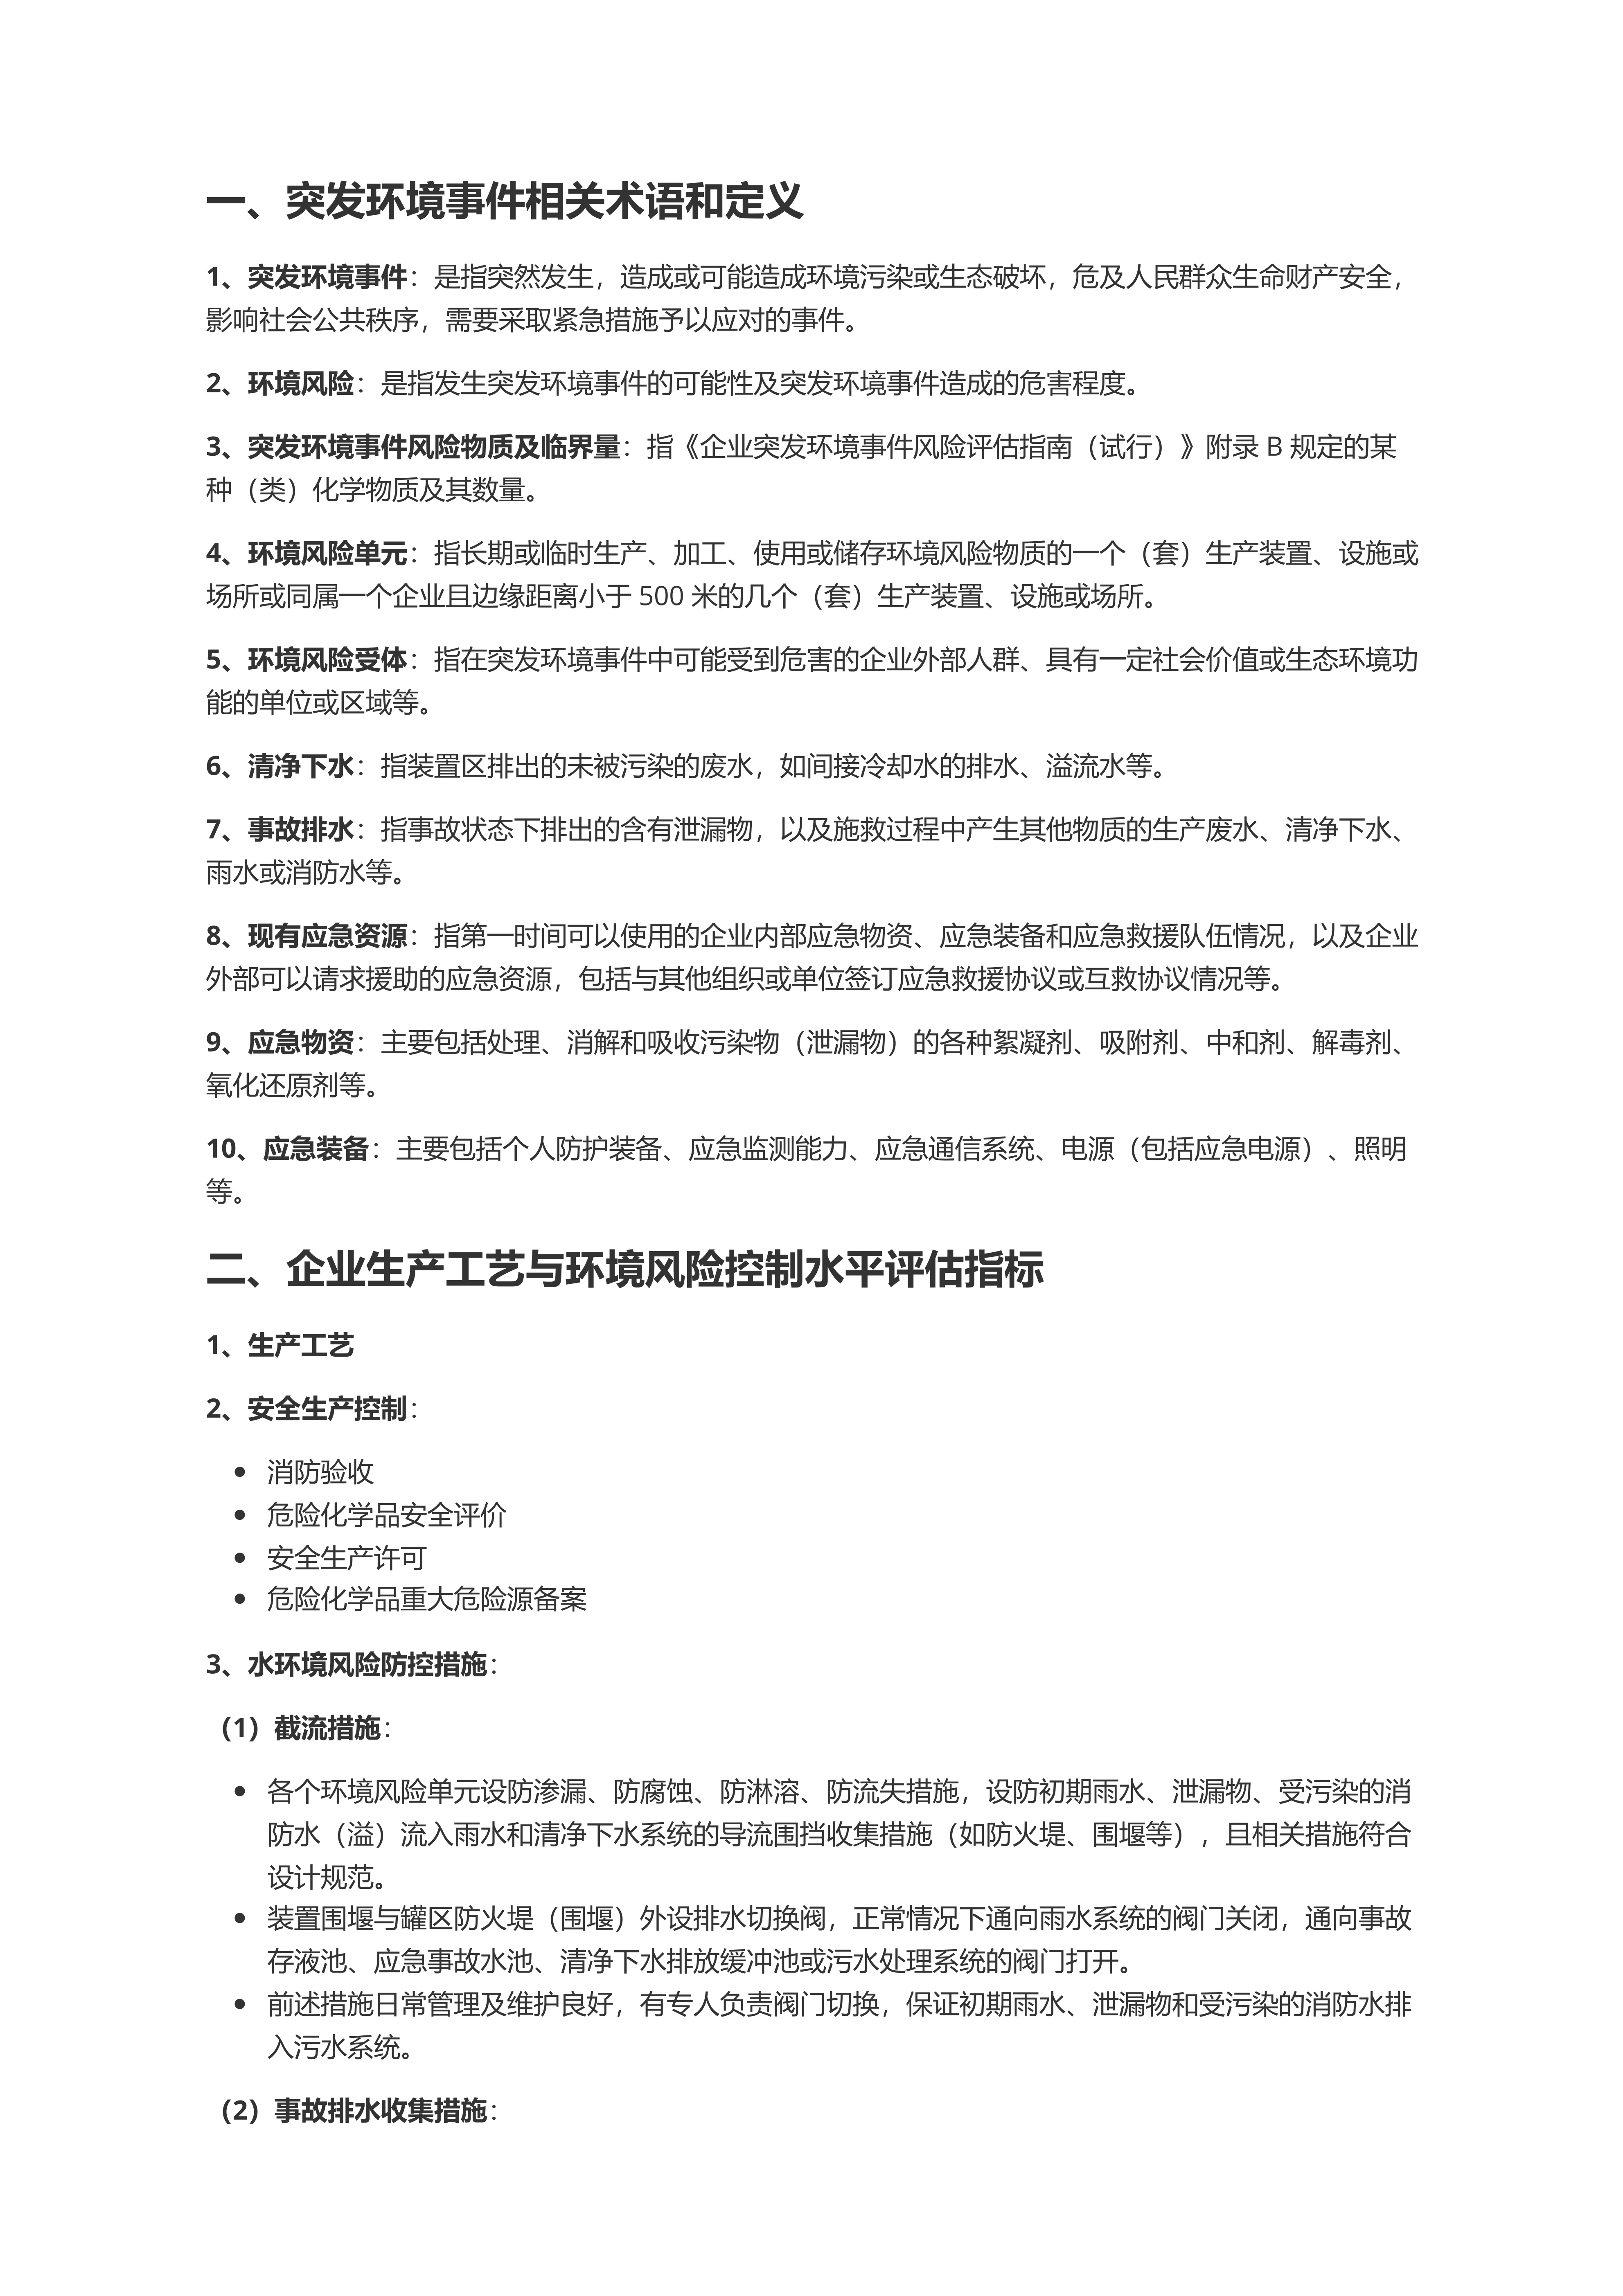 一、突发环境事件相关术语和定义
1、突发环境事件：是指突然发生，造成或可能造成环境污染或生态破坏，危及人民群众生命财产安全，
影响社会公共秩序，需要采取紧急措施予以应对的事件。
2、环境风险：是指发生突发环境事件的可能性及突发环境事件造成的危害程度。
3、突发环境事件风险物质及临界量：指《企业突发环境事件风险评估指南（试行）》附录 B 规定的某
种（类）化学物质及其数量。
4、环境风险单元：指长期或临时生产、加工、使用或储存环境风险物质的一个（套）生产装置、设施或
场所或同属一个企业且边缘距离小于 500 米的几个（套）生产装置、设施或场所。
5、环境风险受体：指在突发环境事件中可能受到危害的企业外部人群、具有一定社会价值或生态环境功
能的单位或区域等。
6、清净下水：指装置区排出的未被污染的废水，如间接冷却水的排水、溢流水等。
7、事故排水：指事故状态下排出的含有泄漏物，以及施救过程中产生其他物质的生产废水、清净下水、
雨水或消防水等。
8、现有应急资源：指第一时间可以使用的企业内部应急物资、应急装备和应急救援队伍情况，以及企业
外部可以请求援助的应急资源，包括与其他组织或单位签订应急救援协议或互救协议情况等。
9、应急物资：主要包括处理、消解和吸收污染物（泄漏物）的各种絮凝剂、吸附剂、中和剂、解毒剂、
氧化还原剂等。
10、应急装备：主要包括个人防护装备、应急监测能力、应急通信系统、电源（包括应急电源）、照明
等。
二、企业生产工艺与环境风险控制水平评估指标
1、生产工艺
2、安全生产控制：
• 消防验收
• 危险化学品安全评价
• 安全生产许可
• 危险化学品重大危险源备案
3、水环境风险防控措施：
（1）截流措施：
• 各个环境风险单元设防渗漏、防腐蚀、防淋溶、防流失措施，设防初期雨水、泄漏物、受污染的消
防水（溢）流入雨水和清净下水系统的导流围挡收集措施（如防火堤、围堰等），且相关措施符合
设计规范。
• 装置围堰与罐区防火堤（围堰）外设排水切换阀，正常情况下通向雨水系统的阀门关闭，通向事故
存液池、应急事故水池、清净下水排放缓冲池或污水处理系统的阀门打开。
• 前述措施日常管理及维护良好，有专人负责阀门切换，保证初期雨水、泄漏物和受污染的消防水排
入污水系统。
（2）事故排水收集措施：